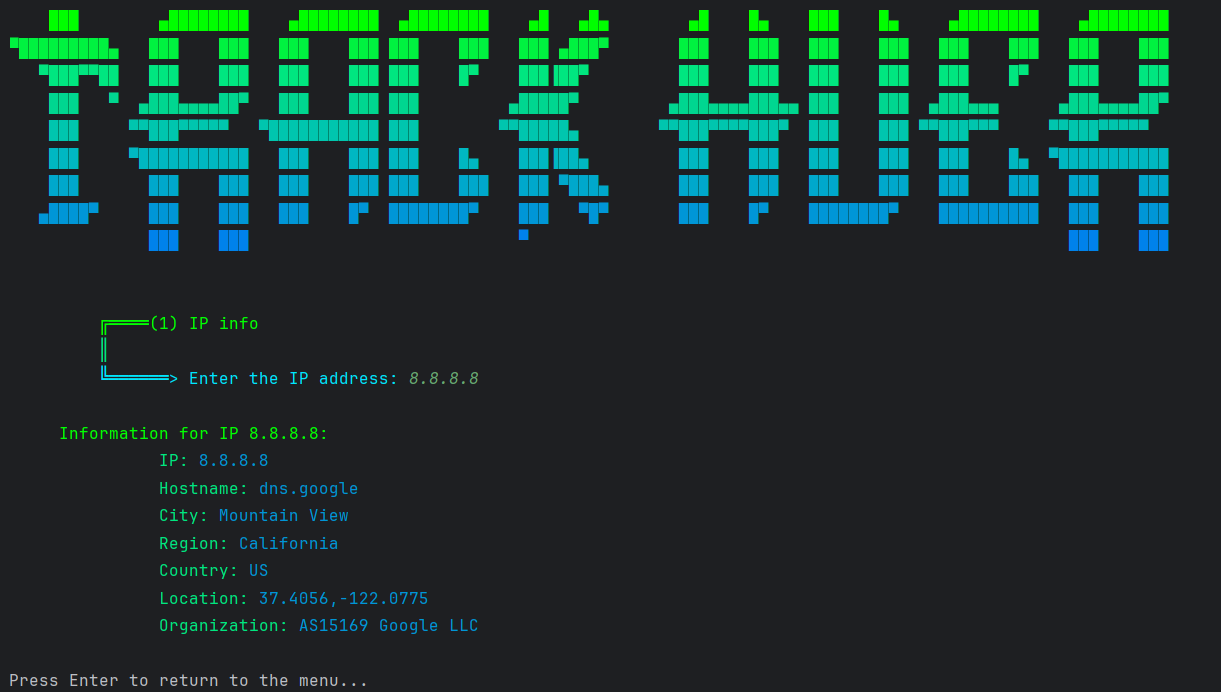 TRACK HUER
(1) IP info
> Enter the IP address: 8.8.8.8
Information for IP 8.8.8.8:
IP: 8.8.8.8
Hostname: dns.google
City: Mountain View
Region: California
Country: US
Location: 37.4056,-122.0775
Organization: AS15169 Google LLC
Press Enter to return to the menu...